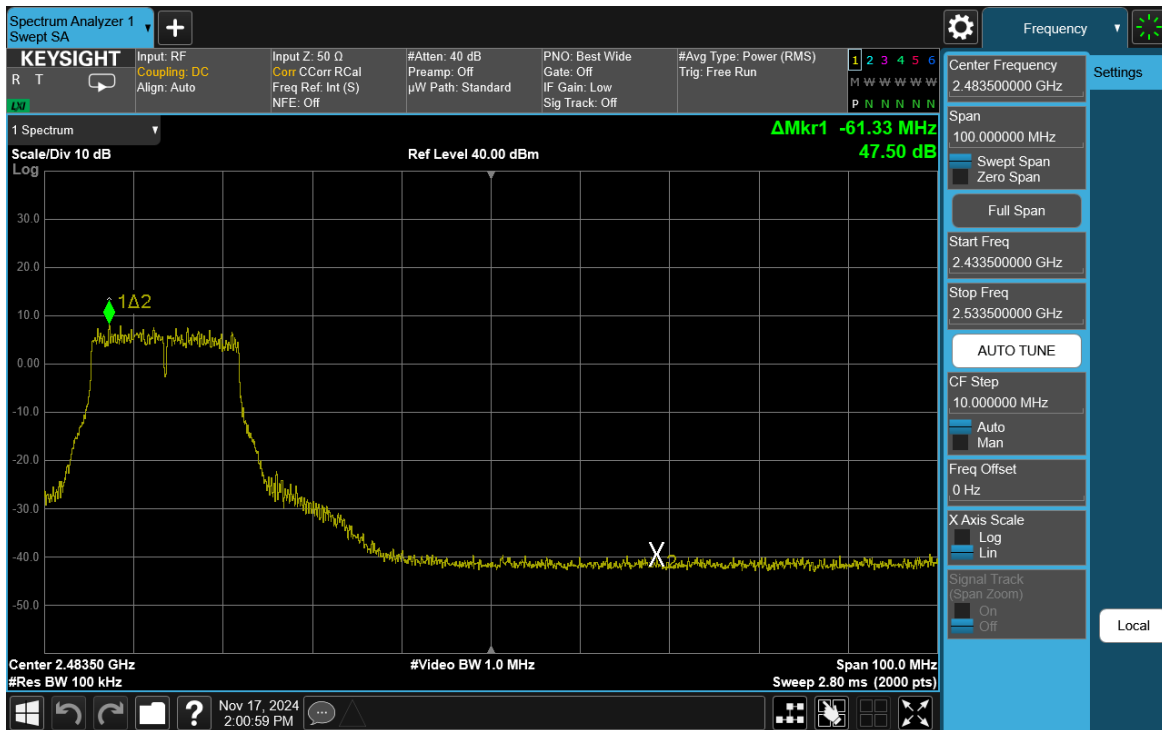 Spectrum Analyzer 1
Swept SA
Frequency
KEYSIGHT
R T
LXI
Input: RF
Coupling: DC
Align: Auto
Input Z: 50 Ω
Corr CCorr RCal
Freq Ref: Int (S)
NFE: Off
#Atten: 40 dB
Preamp: Off
µW Path: Standard
PNO: Best Wide
Gate: Off
IF Gain: Low
Sig Track: Off
#Avg Type: Power (RMS)
Trig: Free Run
1 2 3 4 5 6
M W W W W W
P N N N N N
1 Spectrum
ΔMkr1 -61.33 MHz
Scale/Div 10 dB
Ref Level 40.00 dBm
47.50 dB
Log
30.0
20.0
10.0
0.00
-10.0
-20.0
-30.0
-40.0
-50.0
1Δ2
X2
Center 2.48350 GHz
#Video BW 1.0 MHz
Span 100.0 MHz
#Res BW 100 kHz
Sweep 2.80 ms (2000 pts)
Center Frequency
2.483500000 GHz
Settings
Span
100.000000 MHz
Swept Span
Zero Span
Full Span
Start Freq
2.433500000 GHz
Stop Freq
2.533500000 GHz
AUTO TUNE
CF Step
10.000000 MHz
Auto
Man
Freq Offset
0 Hz
X Axis Scale
Log
Lin
Signal Track
(Span Zoom)
On
Off
Local
?
Nov 17, 2024
2:00:59 PM